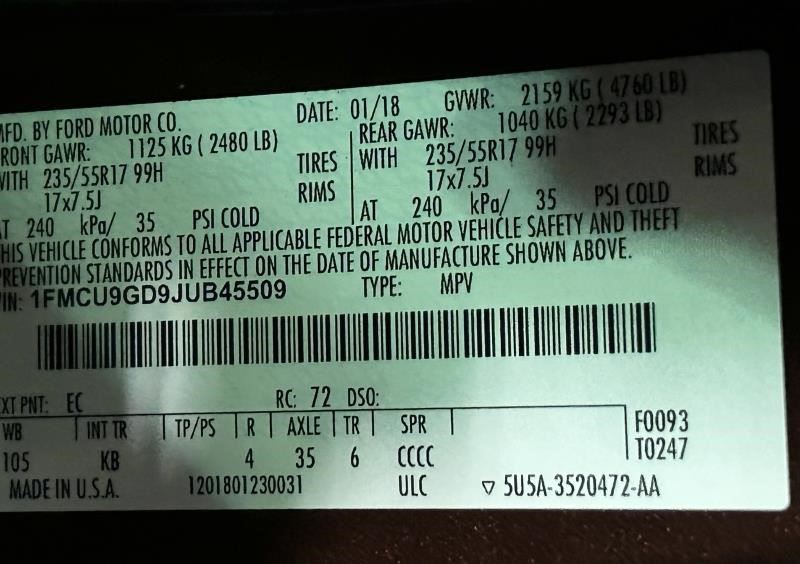 MFD. BY FORD MOTOR CO. DATE: 01/18 GVWR: 2159 KG ( 4760 LB)
FRONT GAWR: 1125 KG ( 2480 LB) REAR GAWR: 1040 KG ( 2293 LB)
WITH 235/55R17 99H TIRES WITH 235/55R17 99H TIRES
17x7.5J RIMS 17x7.5J RIMS
AT 240 kPa/ 35 PSI COLD AT 240 kPa/ 35 PSI COLD
THIS VEHICLE CONFORMS TO ALL APPLICABLE FEDERAL MOTOR VEHICLE SAFETY AND THEFT
PREVENTION STANDARDS IN EFFECT ON THE DATE OF MANUFACTURE SHOWN ABOVE.
VIN: 1FMCU9GD9JUB45509 TYPE: MPV
EXT PNT: EC RC: 72 DSO:
WB INT TR TP/PS R AXLE TR SPR F0093
105 KB 4 35 6 CCCC T0247
MADE IN U.S.A. 1201801230031 ULC ▽ 5U5A-3520472-AA